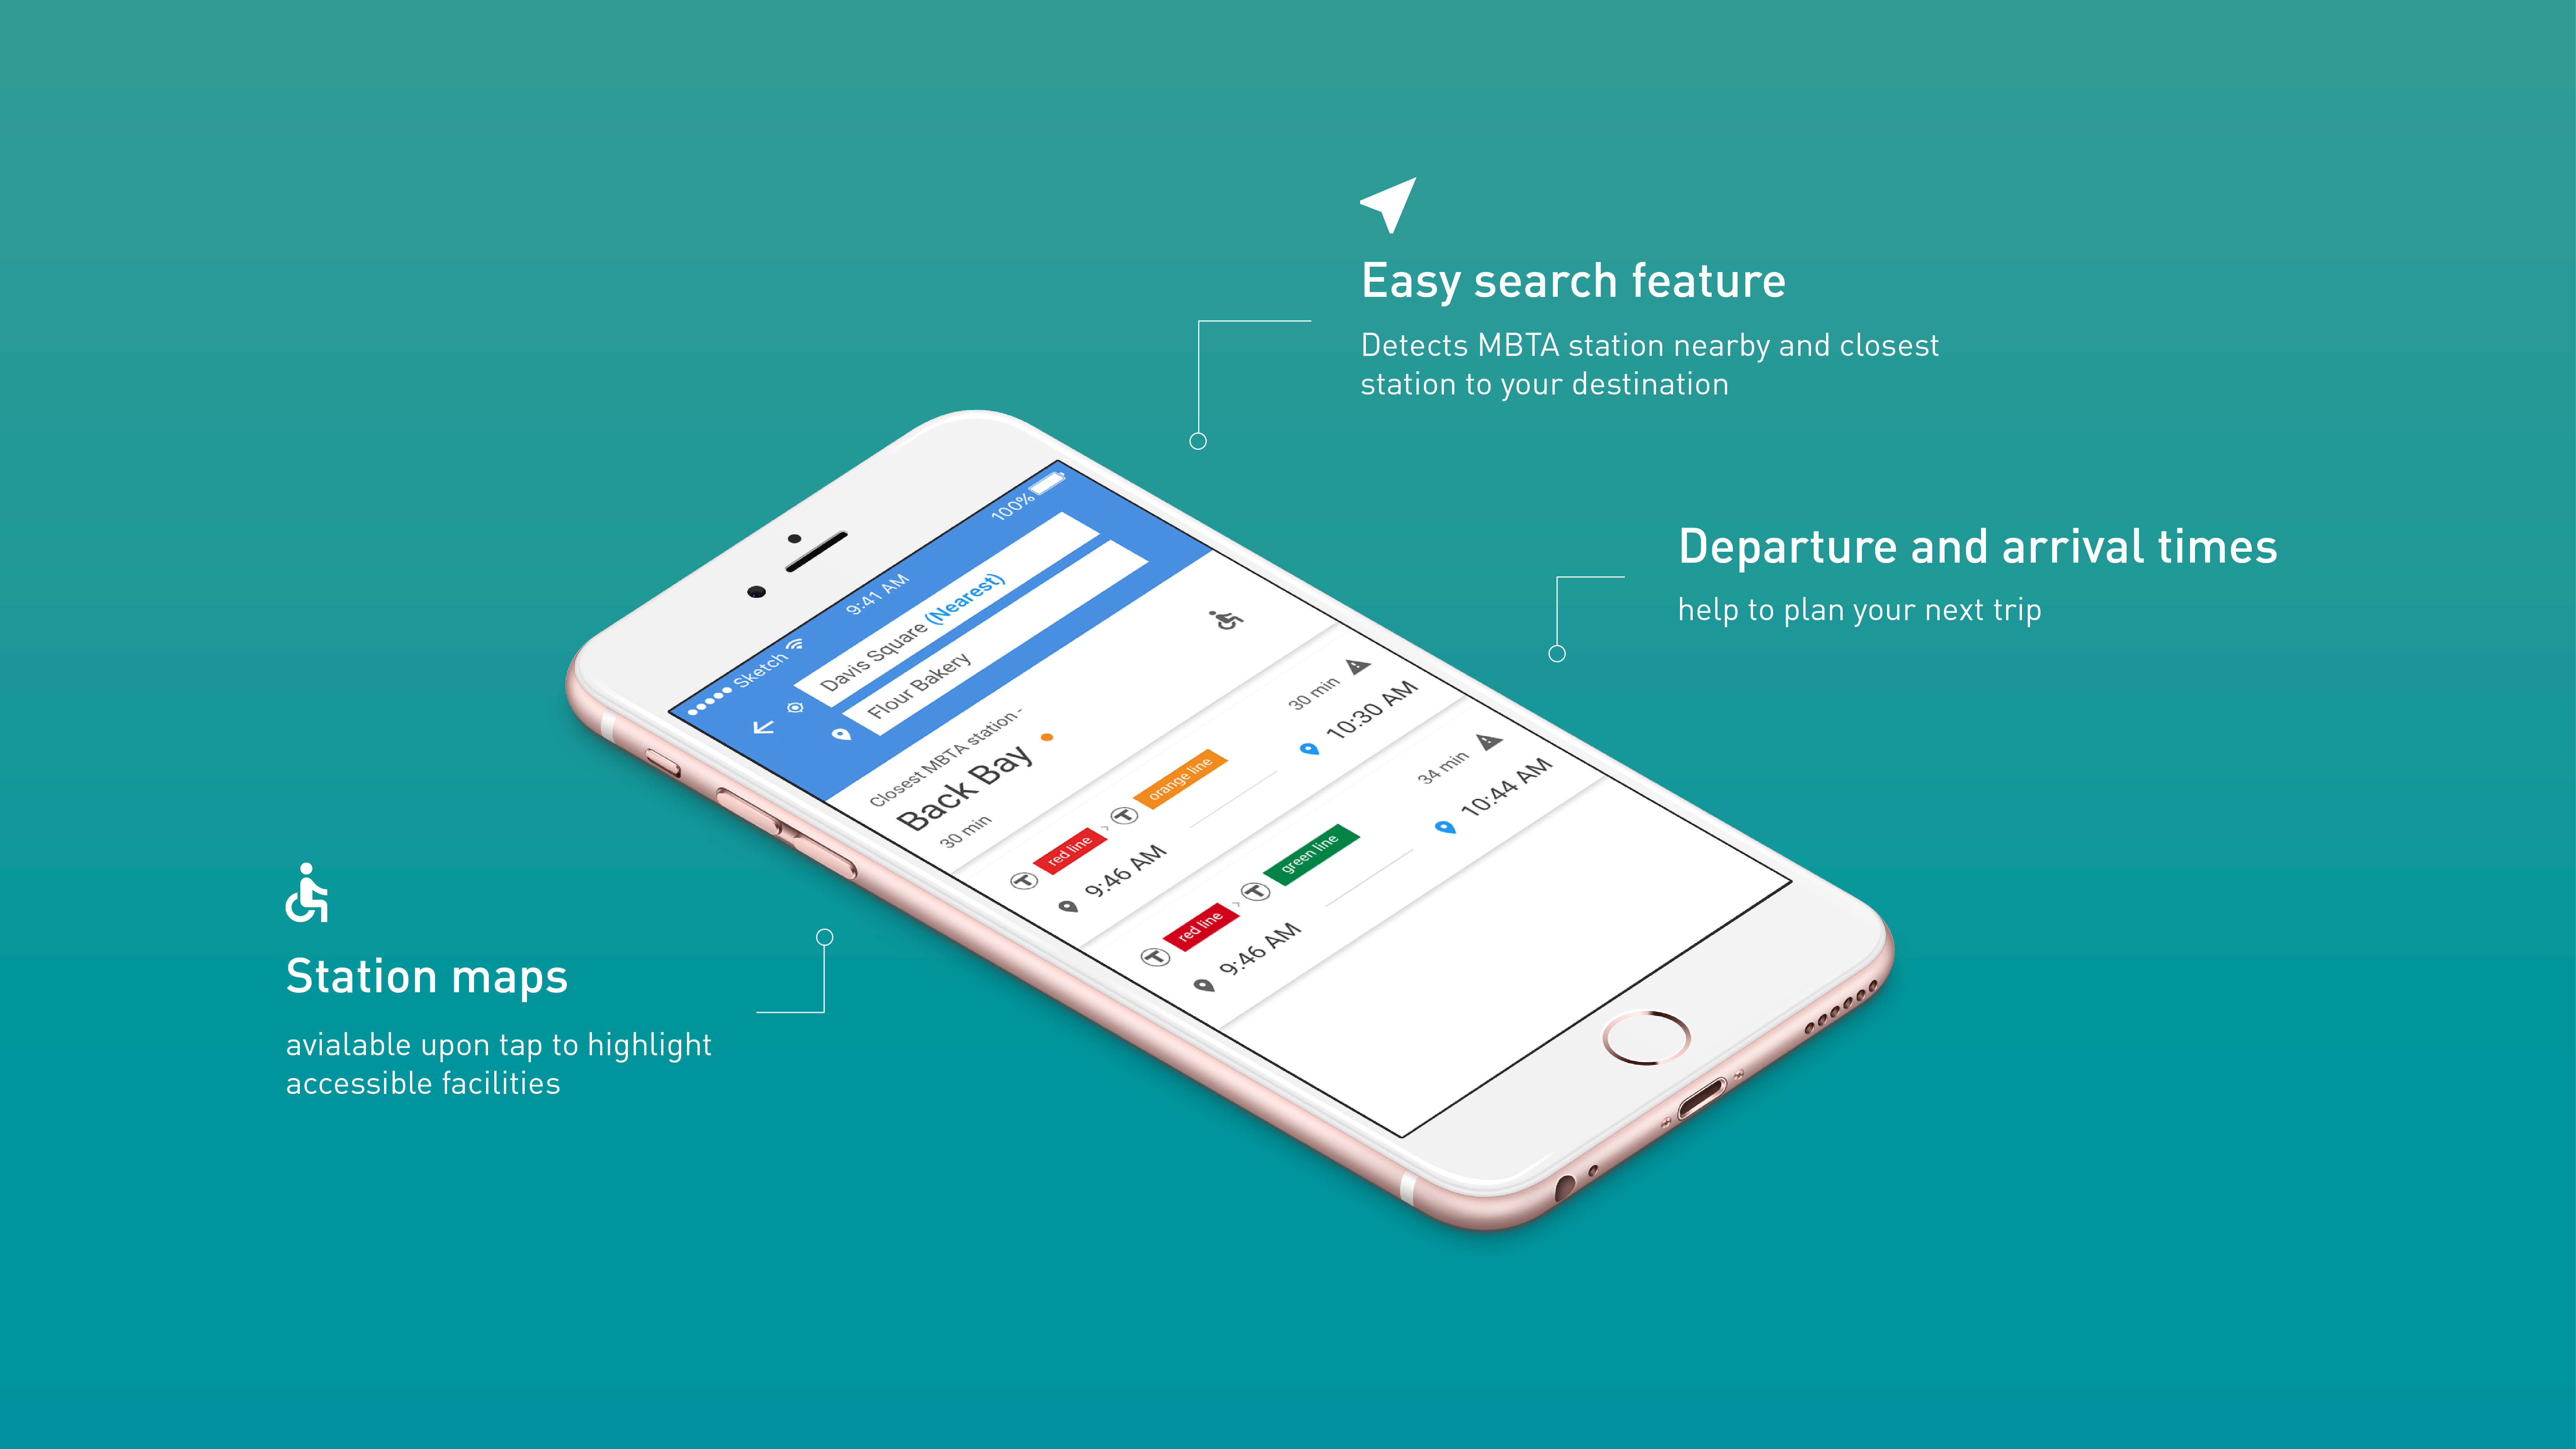 Easy search feature
Detects MBTA station nearby and closest
station to your destination
Departure and arrival times
help to plan your next trip
Sketch
9:41 AM
100%
Davis Square (Nearest)
Flour Bakery
Closest MBTA station -
Back Bay
30 min
T red line › T orange line
30 min
9:46 AM
10:30 AM
T red line › T green line
34 min
9:46 AM
10:44 AM
Station maps
avialable upon tap to highlight
accessible facilities